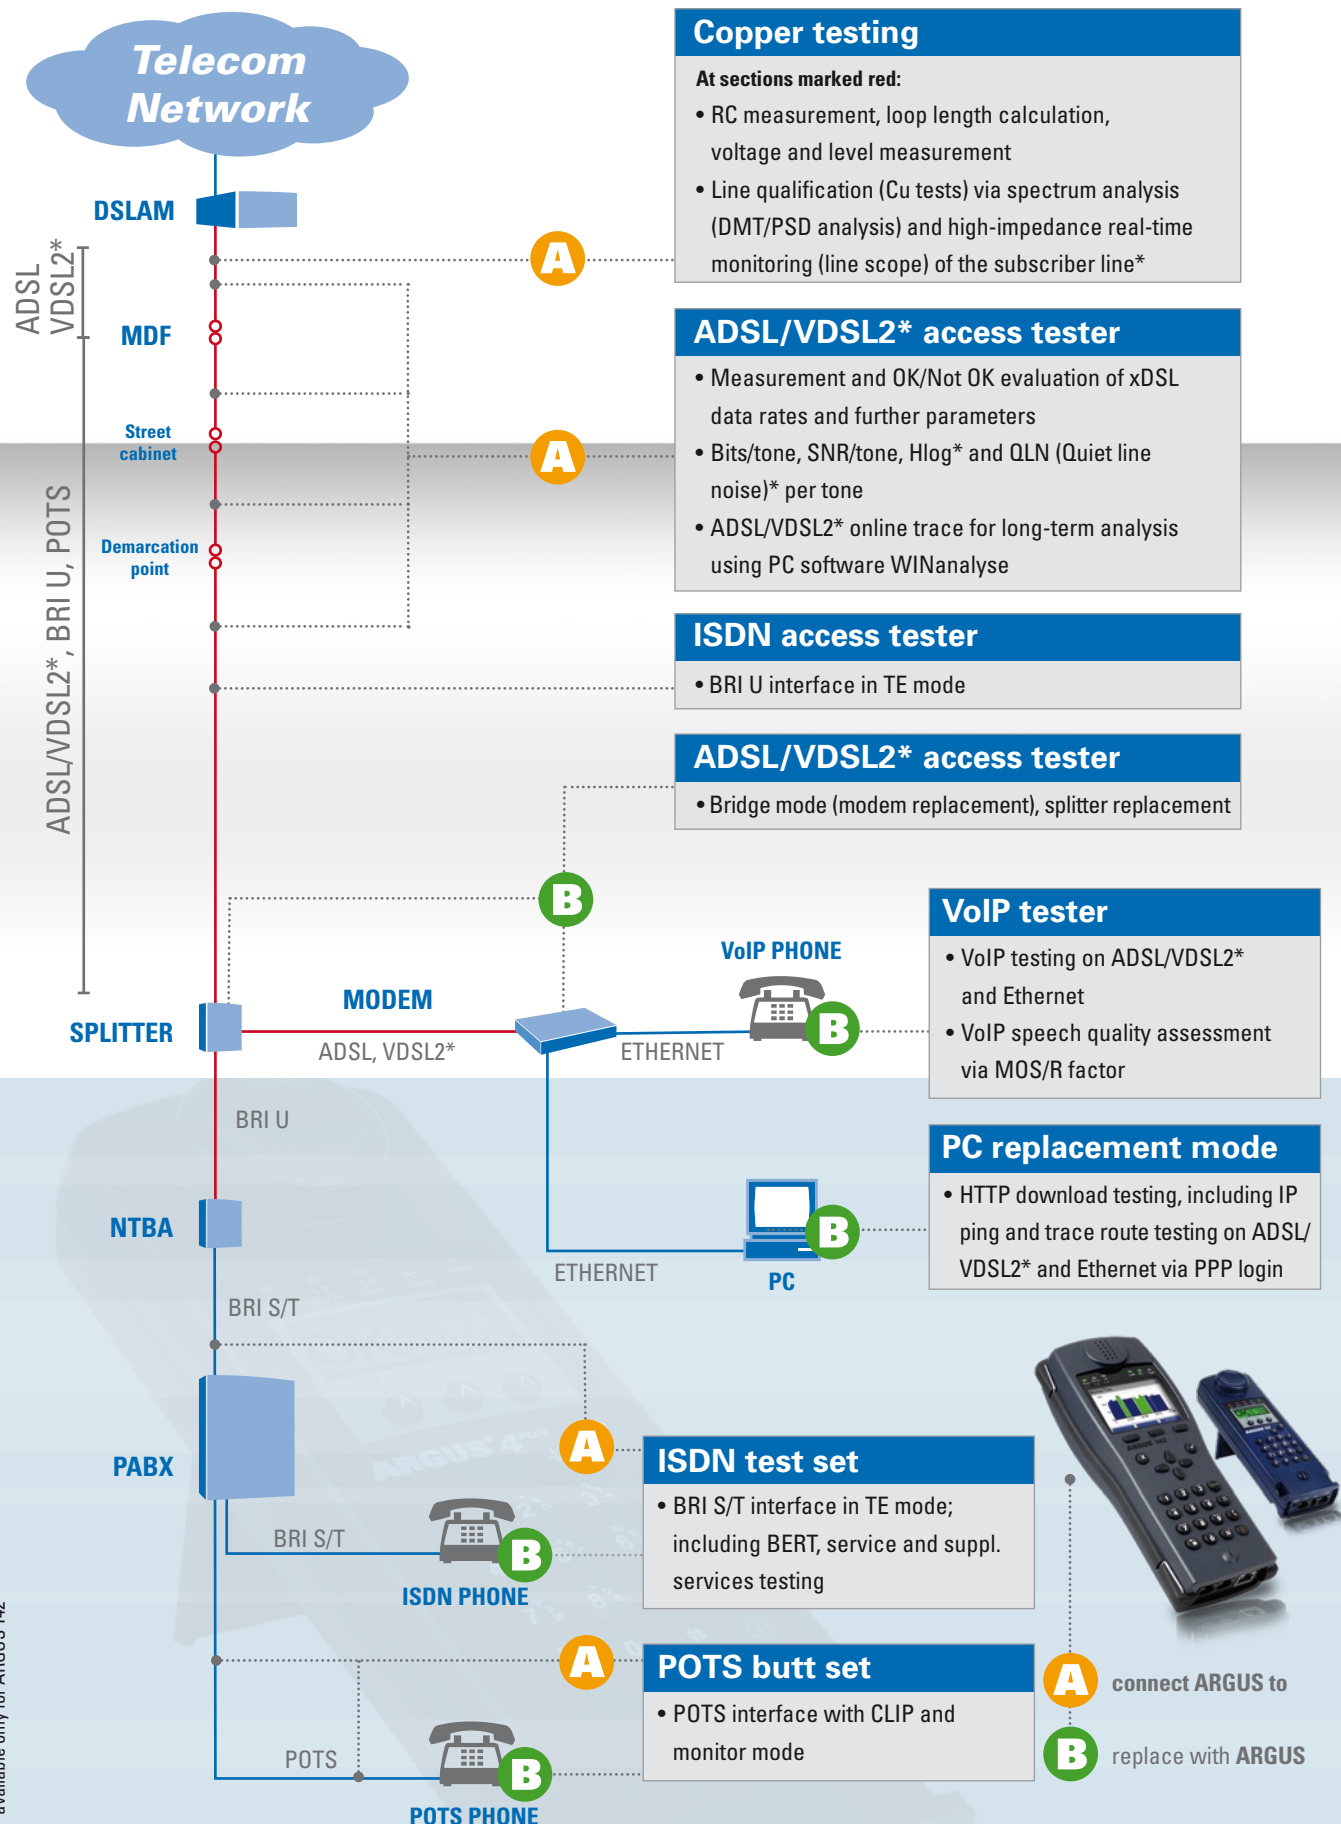 Telecom
Network
DSLAM
ADSL
VDSL2*
MDF
Street
cabinet
Demarcation
point
ADSL/VDSL2*, BRI U, POTS
A
A
Copper testing
At sections marked red:
• RC measurement, loop length calculation,
voltage and level measurement
• Line qualification (Cu tests) via spectrum analysis
(DMT/PSD analysis) and high-impedance real-time
monitoring (line scope) of the subscriber line*
ADSL/VDSL2* access tester
• Measurement and OK/Not OK evaluation of xDSL
data rates and further parameters
• Bits/tone, SNR/tone, Hlog* and QLN (Quiet line
noise)* per tone
• ADSL/VDSL2* online trace for long-term analysis
using PC software WINanalyse
ISDN access tester
• BRI U interface in TE mode
ADSL/VDSL2* access tester
• Bridge mode (modem replacement), splitter replacement
B
SPLITTER
MODEM
ADSL, VDSL2*
ETHERNET
VoIP PHONE
B
VoIP tester
• VoIP testing on ADSL/VDSL2*
and Ethernet
• VoIP speech quality assessment
via MOS/R factor
BRI U
NTBA
ETHERNET
PC
B
PC replacement mode
• HTTP download testing, including IP
ping and trace route testing on ADSL/
VDSL2* and Ethernet via PPP login
BRI S/T
PABX
A
BRI S/T
ISDN PHONE
B
ISDN test set
• BRI S/T interface in TE mode;
including BERT, service and suppl.
services testing
ARGUS 4 PLUS
A
POTS
POTS PHONE
B
POTS butt set
• POTS interface with CLIP and
monitor mode
ARGUS 142
A
connect ARGUS to
B
replace with ARGUS
available only for ARGUS 142